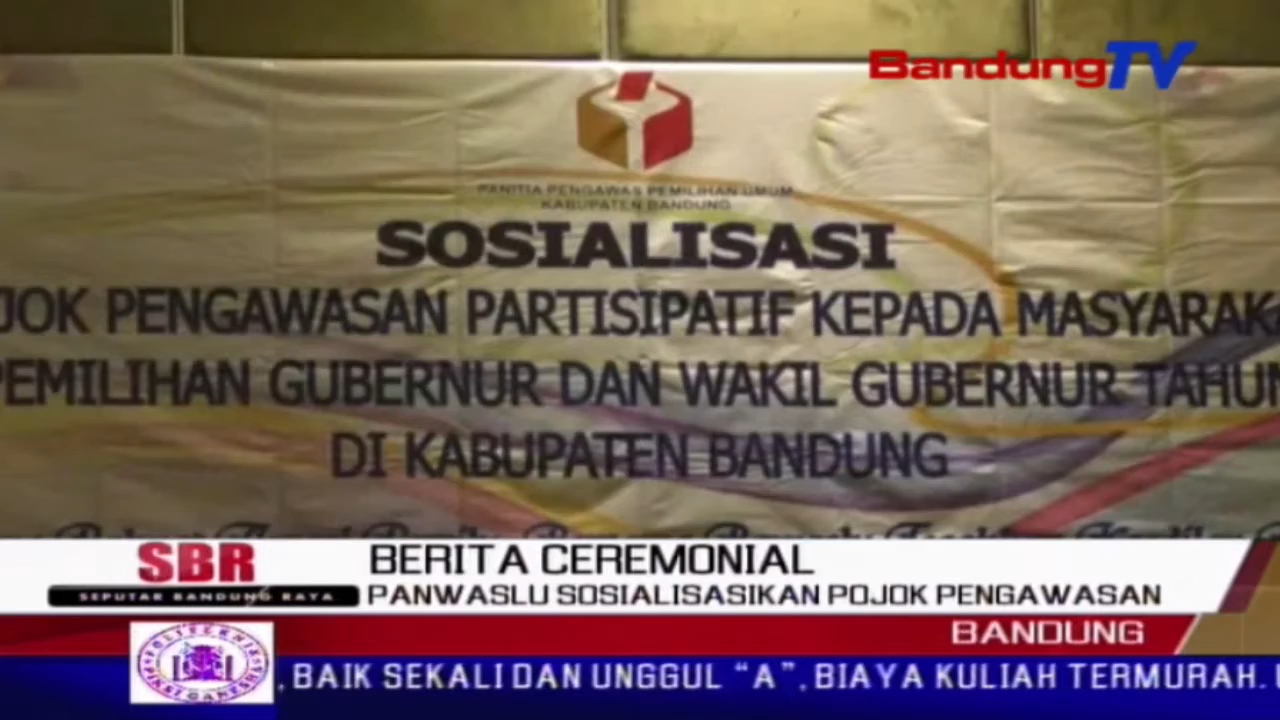 BandungTV
PANITIA PENGAWAS PEMILIHAN UMUM
KABUPATEN BANDUNG
SOSIALISASI
JOK PENGAWASAN PARTISIPATIF KEPADA MASYARAK
PEMILIHAN GUBERNUR DAN WAKIL GUBERNUR TAHUN
DI KABUPATEN BANDUNG
SBR
SEPUTAR BANDUNG RAYA
BERITA CEREMONIAL
PANWASLU SOSIALISASIKAN POJOK PENGAWASAN
BANDUNG
, BAIK SEKALI DAN UNGGUL “A”, BIAYA KULIAH TERMURAH.